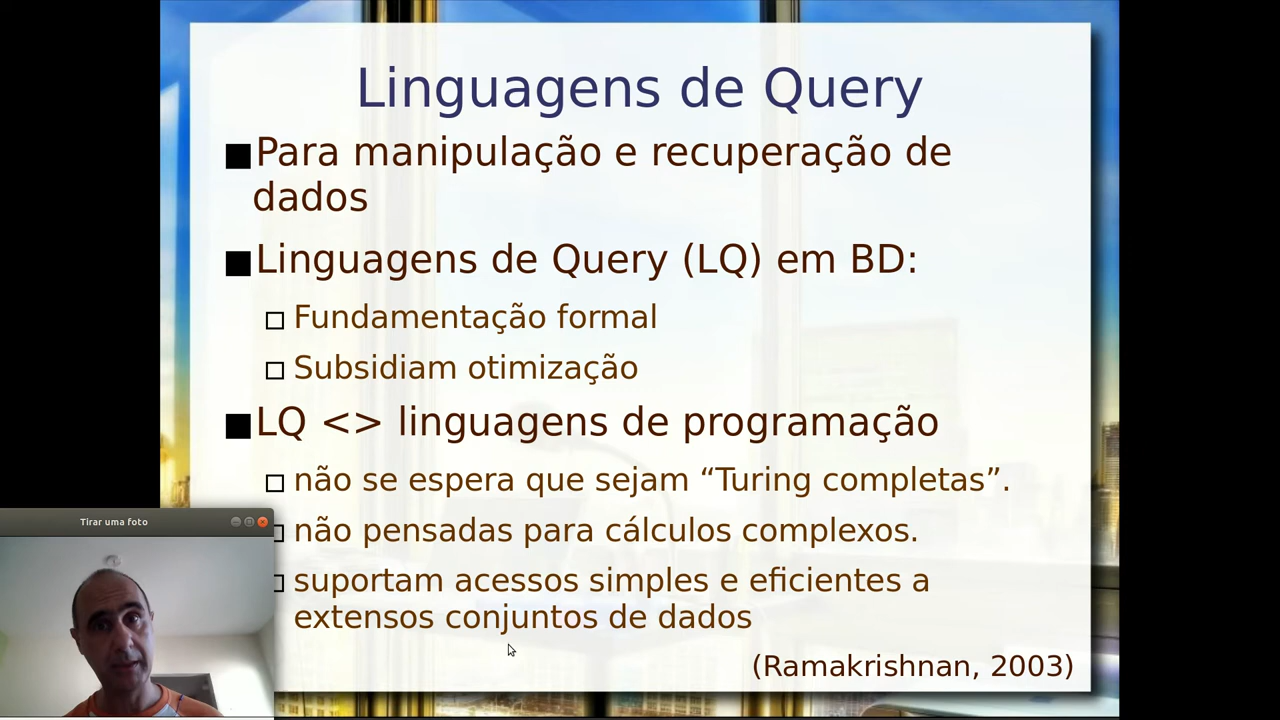 Linguagens de Query
Para manipulação e recuperação de
dados
Linguagens de Query (LQ) em BD:
Fundamentação formal
Subsidiam otimização
LQ <> linguagens de programação
não se espera que sejam “Turing completas”.
não pensadas para cálculos complexos.
suportam acessos simples e eficientes a
extensos conjuntos de dados
(Ramakrishnan, 2003)
Tirar uma foto